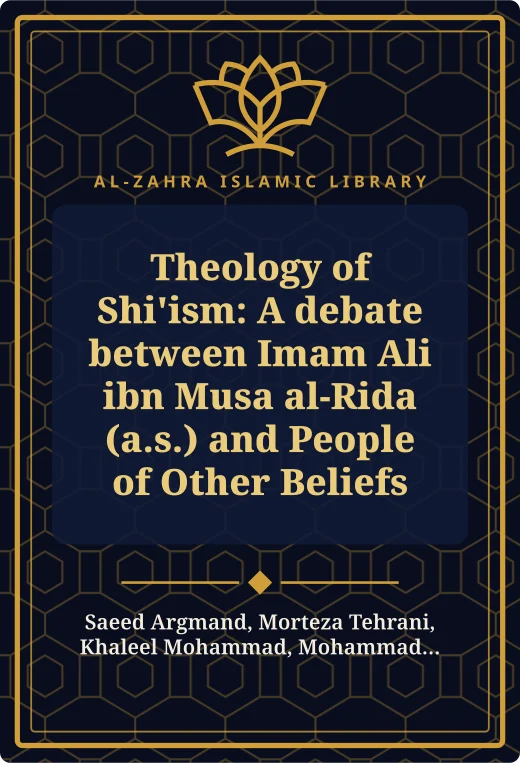 AL-ZAHRA ISLAMIC LIBRARY
Theology of
Shi'ism: A debate
between Imam Ali
ibn Musa al-Rida
(a.s.) and People
of Other Beliefs
Saeed Argmand, Morteza Tehrani,
Khaleel Mohammad, Mohammad...